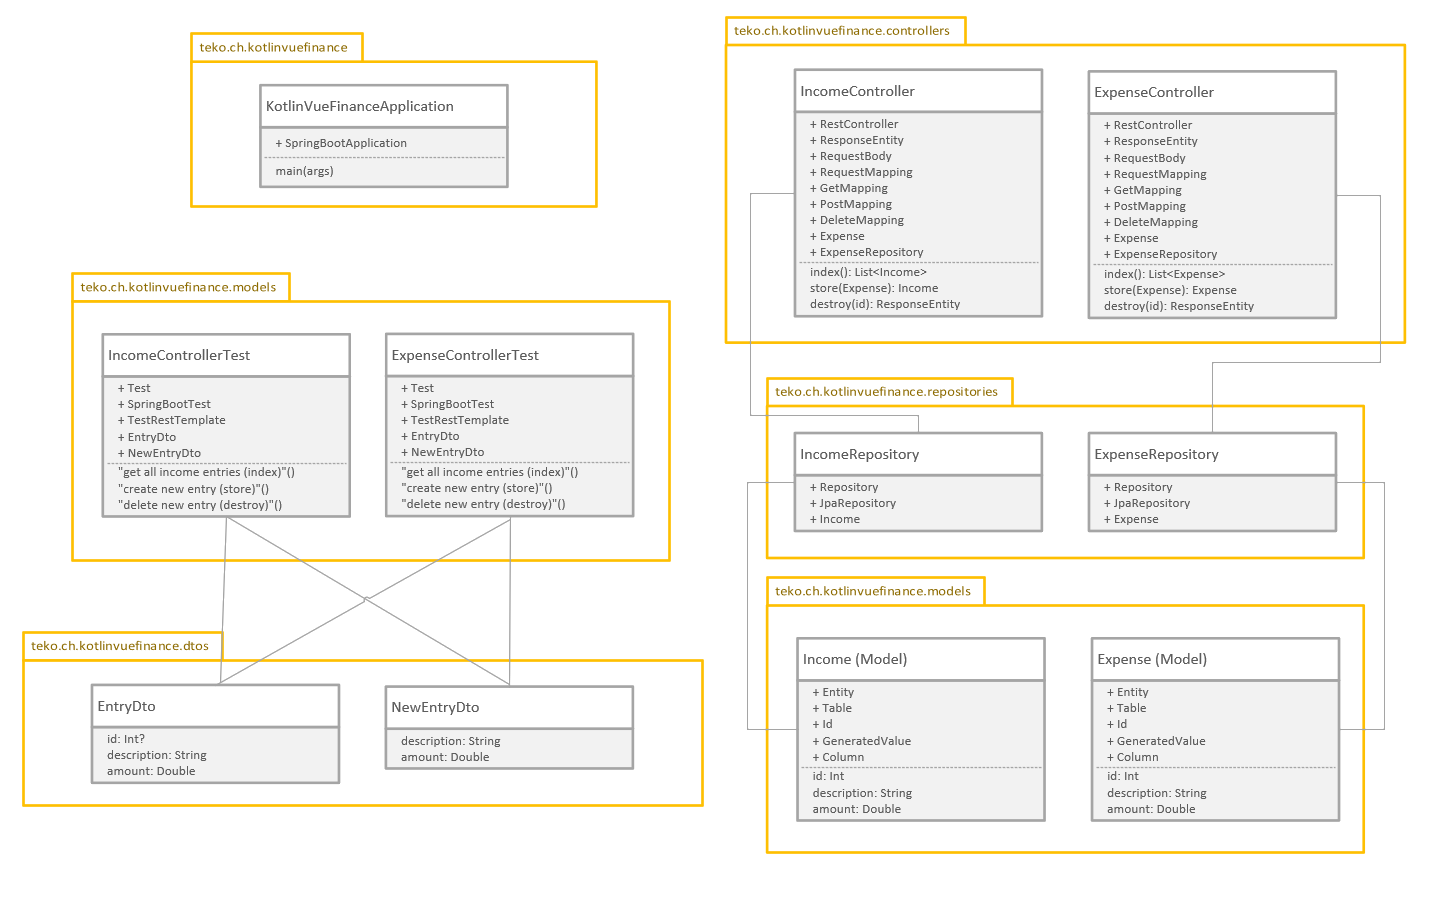 teko.ch.kotlinvuefinance
KotlinVueFinanceApplication
+ SpringBootApplication
main(args)
teko.ch.kotlinvuefinance.models
IncomeControllerTest
+ Test
+ SpringBootTest
+ TestRestTemplate
+ EntryDto
+ NewEntryDto
"get all income entries (index)"()
"create new entry (store)"()
"delete new entry (destroy)"()
ExpenseControllerTest
+ Test
+ SpringBootTest
+ TestRestTemplate
+ EntryDto
+ NewEntryDto
"get all income entries (index)"()
"create new entry (store)"()
"delete new entry (destroy)"()
teko.ch.kotlinvuefinance.dtos
EntryDto
id: Int?
description: String
amount: Double
NewEntryDto
description: String
amount: Double
teko.ch.kotlinvuefinance.controllers
IncomeController
+ RestController
+ ResponseEntity
+ RequestBody
+ RequestMapping
+ GetMapping
+ PostMapping
+ DeleteMapping
+ Expense
+ ExpenseRepository
index(): List<Income>
store(Expense): Income
destroy(id): ResponseEntity
ExpenseController
+ RestController
+ ResponseEntity
+ RequestBody
+ RequestMapping
+ GetMapping
+ PostMapping
+ DeleteMapping
+ Expense
+ ExpenseRepository
index(): List<Expense>
store(Expense): Expense
destroy(id): ResponseEntity
teko.ch.kotlinvuefinance.repositories
IncomeRepository
+ Repository
+ JpaRepository
+ Income
ExpenseRepository
+ Repository
+ JpaRepository
+ Expense
teko.ch.kotlinvuefinance.models
Income (Model)
+ Entity
+ Table
+ Id
+ GeneratedValue
+ Column
id: Int
description: String
amount: Double
Expense (Model)
+ Entity
+ Table
+ Id
+ GeneratedValue
+ Column
id: Int
description: String
amount: Double